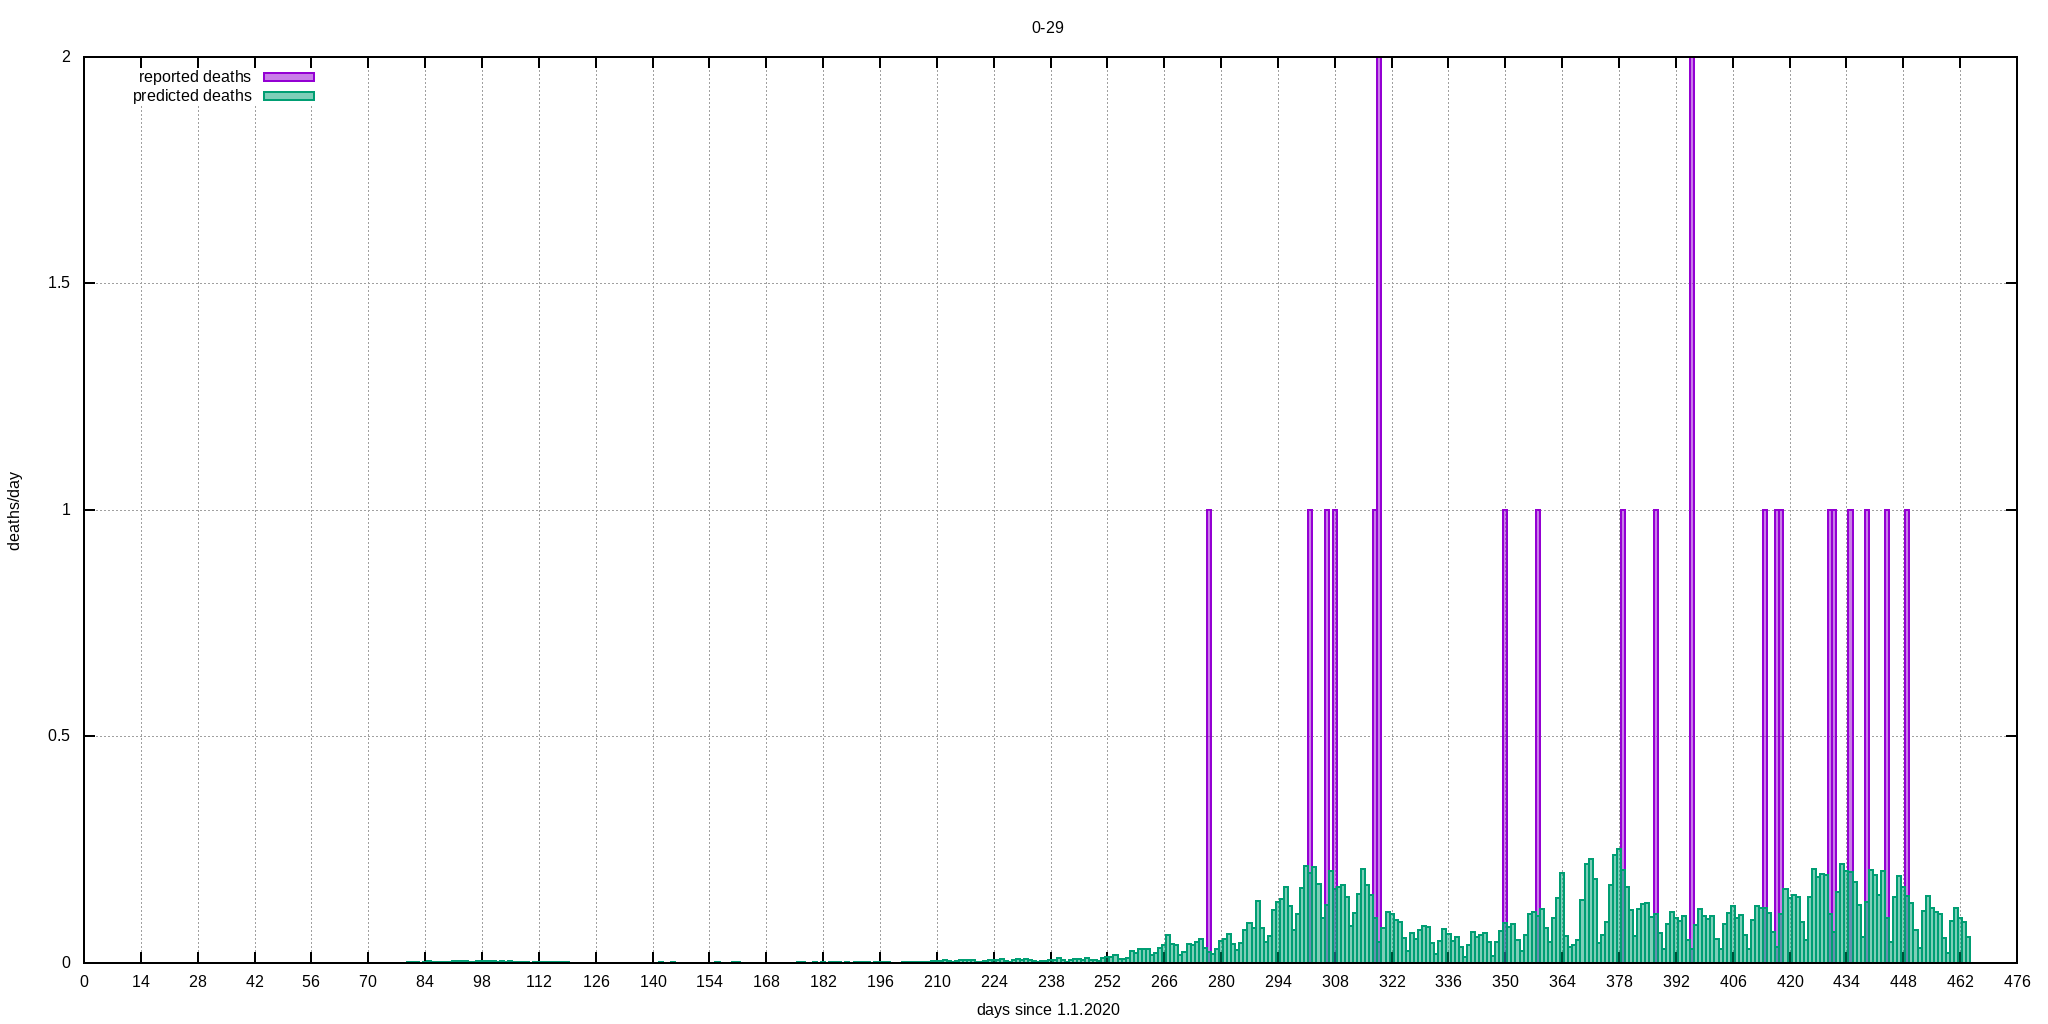 0-29
reported deaths
predicted deaths
2
1.5
1
0.5
0
deaths/day
0 14 28 42 56 70 84 98 112 126 140 154 168 182 196 210 224 238 252 266 280 294 308 322 336 350 364 378 392 406 420 434 448 462 476
days since 1.1.2020